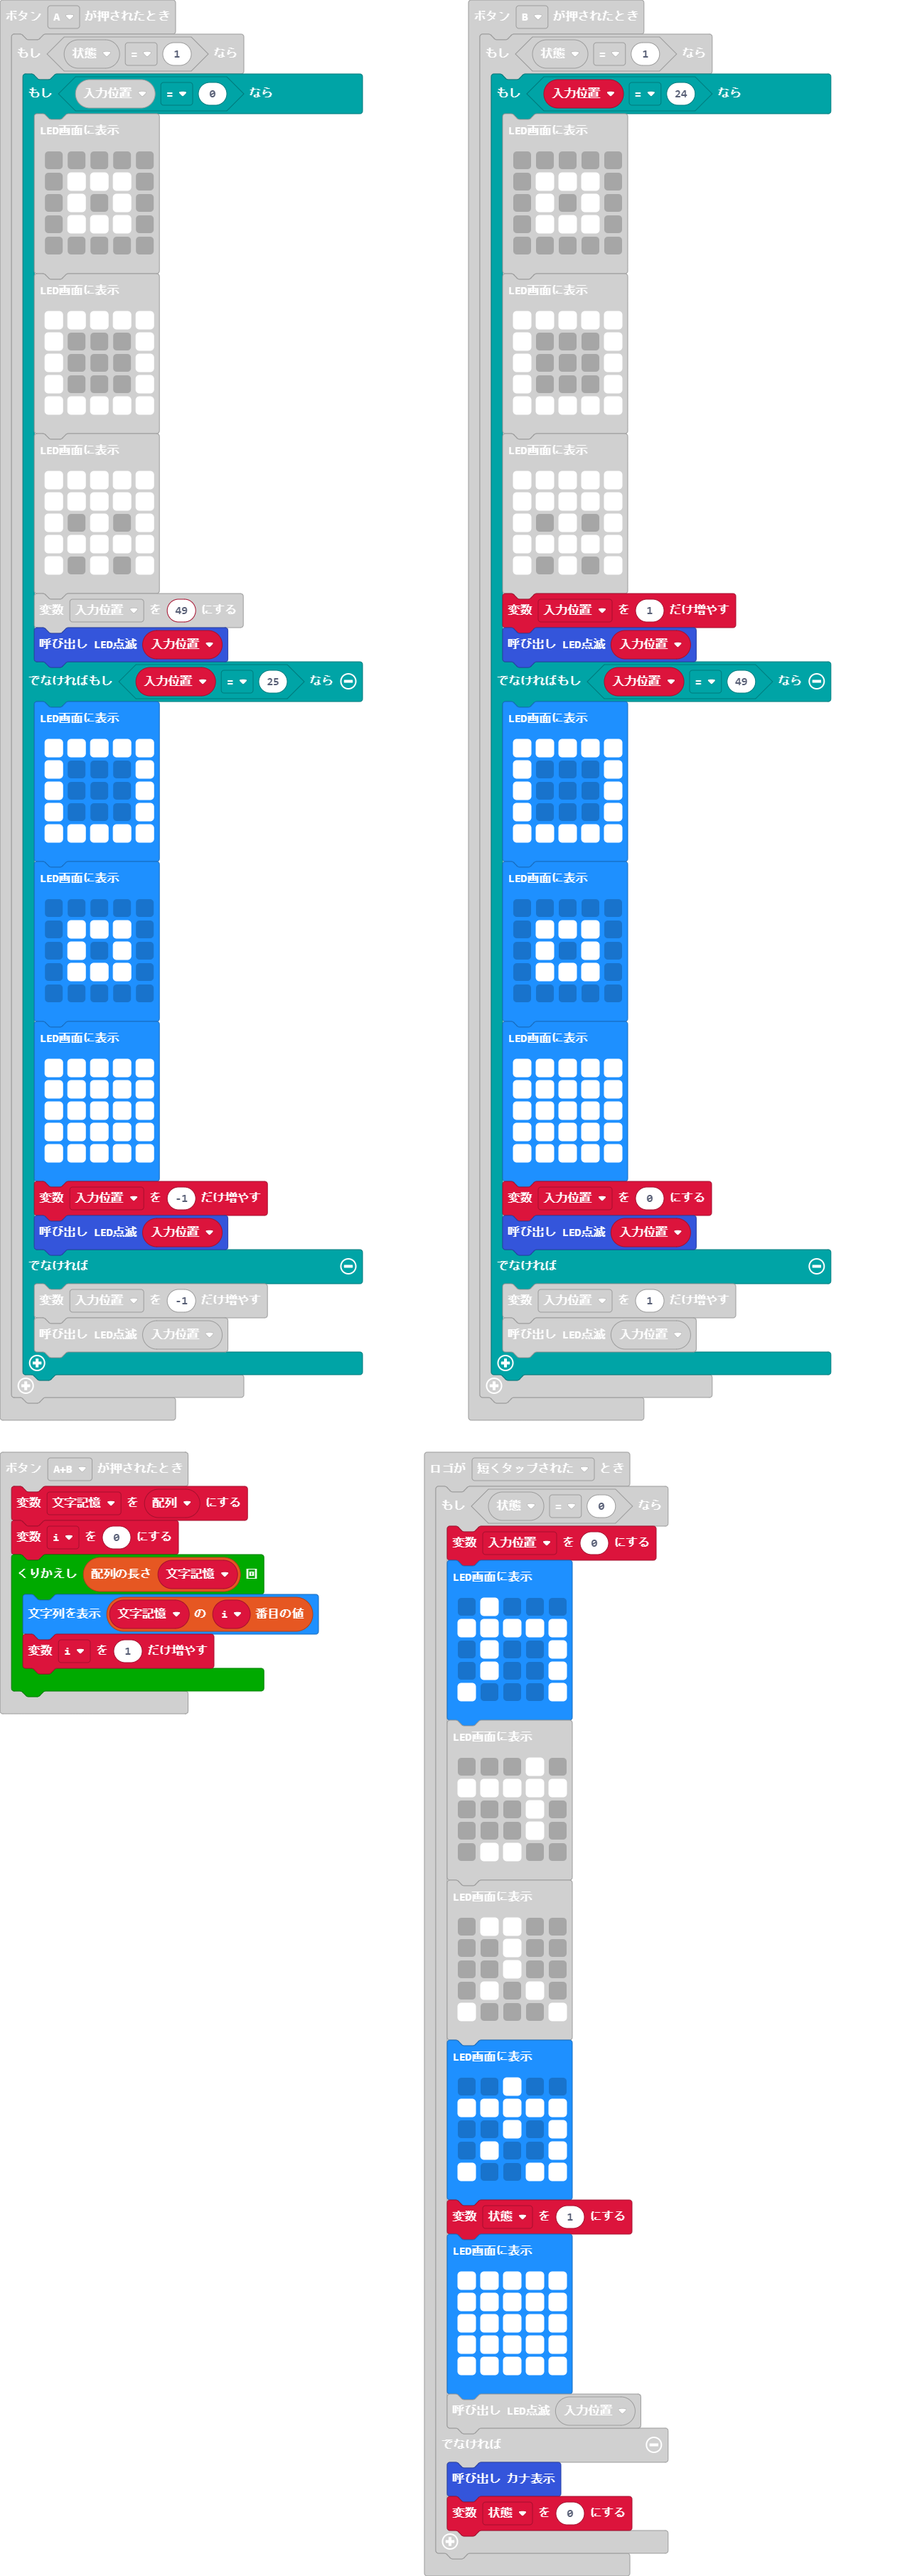 ボタン A が押されたとき
もし 状態 = 1 なら
もし 入力位置 = 0 なら
LED画面に表示
LED画面に表示
LED画面に表示
変数 入力位置 を 49 にする
呼び出し LED点滅 入力位置
でなければもし 入力位置 = 25 なら
LED画面に表示
LED画面に表示
LED画面に表示
変数 入力位置 を -1 だけ増やす
呼び出し LED点滅 入力位置
でなければ
変数 入力位置 を -1 だけ増やす
呼び出し LED点滅 入力位置
ボタン B が押されたとき
もし 状態 = 1 なら
もし 入力位置 = 24 なら
LED画面に表示
LED画面に表示
LED画面に表示
変数 入力位置 を 1 だけ増やす
呼び出し LED点滅 入力位置
でなければもし 入力位置 = 49 なら
LED画面に表示
LED画面に表示
LED画面に表示
変数 入力位置 を 0 にする
呼び出し LED点滅 入力位置
でなければ
変数 入力位置 を 1 だけ増やす
呼び出し LED点滅 入力位置
ボタン A+B が押されたとき
変数 文字記憶 を 配列 にする
変数 i を 0 にする
くりかえし 配列の長さ 文字記憶 回
文字列を表示 文字記憶 の i 番目の値
変数 i を 1 だけ増やす
ロゴが 短くタップされた とき
もし 状態 = 0 なら
変数 入力位置 を 0 にする
LED画面に表示
LED画面に表示
LED画面に表示
LED画面に表示
変数 状態 を 1 にする
LED画面に表示
呼び出し LED点滅 入力位置
でなければ
呼び出し カナ表示
変数 状態 を 0 にする